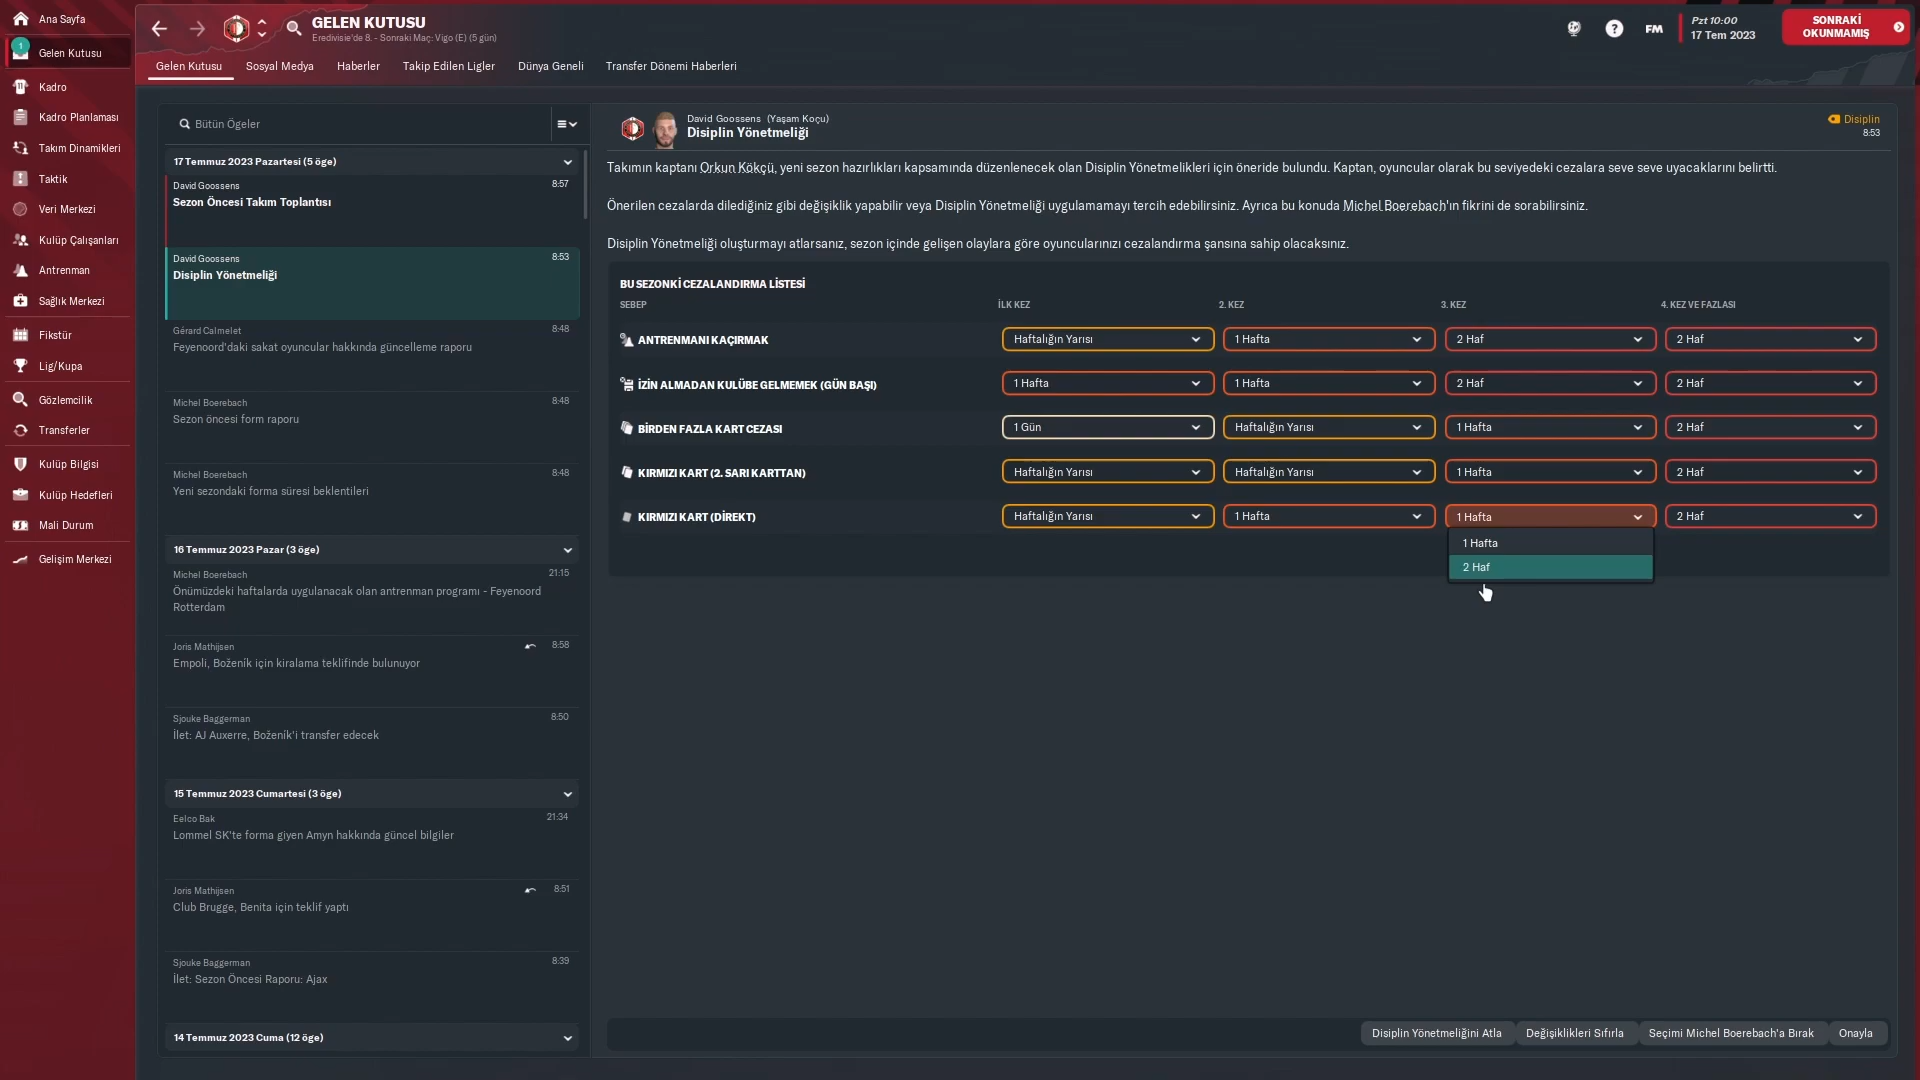 Ana Sayfa
1
Gelen Kutusu
Kadro
Kadro Planlaması
Takım Dinamikleri
Taktik
Veri Merkezi
Kulüp Çalışanları
Antrenman
Sağlık Merkezi
Fikstür
Lig/Kupa
Gözlemcilik
Transferler
Kulüp Bilgisi
Kulüp Hedefleri
Mali Durum
Gelişim Merkezi
GELEN KUTUSU
Eredivisie'de 8. - Sonraki Maç: Vigo (E) (5 gün)
FM
Pzt 10:00
17 Tem 2023
SONRAKİ
OKUNMAMIŞ
Gelen Kutusu Sosyal Medya Haberler Takip Edilen Ligler Dünya Geneli Transfer Dönemi Haberleri
Bütün Ögeler
17 Temmuz 2023 Pazartesi (5 öge)
David Goossens 8:57
Sezon Öncesi Takım Toplantısı
David Goossens 8:53
Disiplin Yönetmeliği
Gérard Calmelet 8:48
Feyenoord'daki sakat oyuncular hakkında güncelleme raporu
Michel Boerebach 8:48
Sezon öncesi form raporu
Michel Boerebach 8:48
Yeni sezondaki forma süresi beklentileri
16 Temmuz 2023 Pazar (3 öge)
Michel Boerebach 21:15
Önümüzdeki haftalarda uygulanacak olan antrenman programı - Feyenoord
Rotterdam
Joris Mathijsen 8:58
Empoli, Boženík için kiralama teklifinde bulunuyor
Sjouke Baggerman 8:50
İlet: AJ Auxerre, Boženík'i transfer edecek
15 Temmuz 2023 Cumartesi (3 öge)
Eelco Bak 21:34
Lommel SK'te forma giyen Amyn hakkında güncel bilgiler
Joris Mathijsen 8:51
Club Brugge, Benita için teklif yaptı
Sjouke Baggerman 8:39
İlet: Sezon Öncesi Raporu: Ajax
14 Temmuz 2023 Cuma (12 öge)
David Goossens (Yaşam Koçu)
Disiplin Yönetmeliği
Disiplin
8:53
Takımın kaptanı Orkun Kökçü, yeni sezon hazırlıkları kapsamında düzenlenecek olan Disiplin Yönetmelikleri için öneride bulundu. Kaptan, oyuncular olarak bu seviyedeki cezalara seve seve uyacaklarını belirtti.
Önerilen cezalarda dilediğiniz gibi değişiklik yapabilir veya Disiplin Yönetmeliği uygulamamayı tercih edebilirsiniz. Ayrıca bu konuda Michel Boerebach'ın fikrini de sorabilirsiniz.
Disiplin Yönetmeliği oluşturmayı atlarsanız, sezon içinde gelişen olaylara göre oyuncularınızı cezalandırma şansına sahip olacaksınız.
BU SEZONKİ CEZALANDIRMA LİSTESİ
SEBEP İLK KEZ 2. KEZ 3. KEZ 4. KEZ VE FAZLASI
ANTRENMANI KAÇIRMAK Haftalığın Yarısı 1 Hafta 2 Haf 2 Haf
İZİN ALMADAN KULÜBE GELMEMEK (GÜN BAŞI) 1 Hafta 1 Hafta 2 Haf 2 Haf
BİRDEN FAZLA KART CEZASI 1 Gün Haftalığın Yarısı 1 Hafta 2 Haf
KIRMIZI KART (2. SARI KARTTAN) Haftalığın Yarısı Haftalığın Yarısı 1 Hafta 2 Haf
KIRMIZI KART (DİREKT) Haftalığın Yarısı 1 Hafta 1 Hafta 2 Haf
1 Hafta
2 Haf
Disiplin Yönetmeliğini Atla Değişiklikleri Sıfırla Seçimi Michel Boerebach'a Bırak Onayla